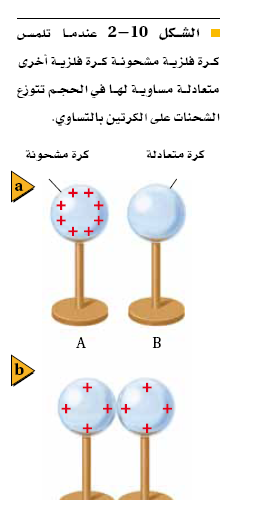 الشكل 10–2 عندما تلمس
كرة فلزية مشحونة كرة فلزية أخرى
متعادلة مساوية لها في الحجم تتوزع
الشحنات على الكرتين بالتساوي.
كرة متعادلة
كرة مشحونة
a
A
B
b